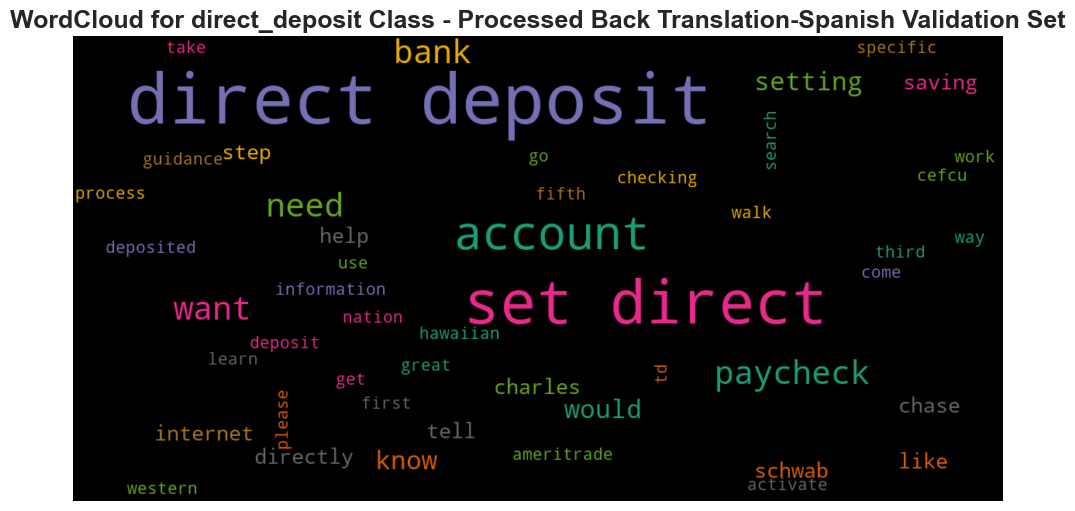 WordCloud for direct_deposit Class - Processed Back Translation-Spanish Validation Set
take
bank
specific
direct deposit
setting
saving
search
guidance
step
go
work
process
checking
cefcu
need
fifth
walk
help
account
deposited
way
third
use
come
information
want
set direct
nation
hawaiian
deposit
learn
great
get
td
paycheck
please
first
charles
would
chase
internet
tell
directly
know
ameritrade
schwab
like
western
activate